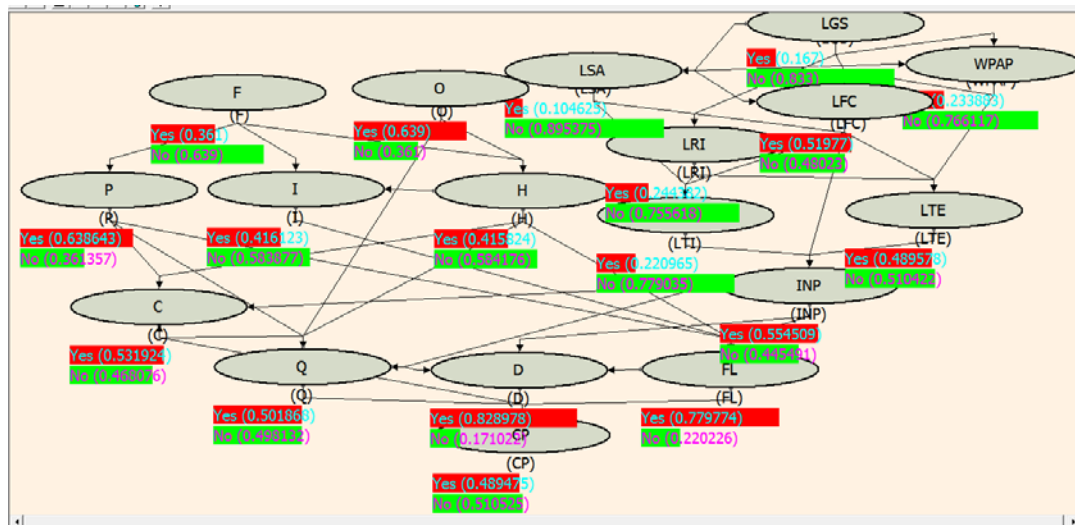 LGS
Yes (0.167)
No (0.833)
WPAP
(WPAP)
Yes (0.233883)
No (0.766117)
LSA
(LSA)
Yes (0.104625)
No (0.895375)
LFC
(LFC)
Yes (0.51977)
No (0.48023)
F
(F)
Yes (0.361)
No (0.639)
O
(O)
Yes (0.639)
No (0.361)
LRI
(LRI)
Yes (0.244382)
No (0.755618)
P
Yes (0.638643)
No (0.361357)
I
(I)
Yes (0.416123)
No (0.583877)
H
(H)
Yes (0.415824)
No (0.584176)
(LTI)
Yes (0.220965)
No (0.779035)
LTE
(LTE)
Yes (0.489578)
No (0.510422)
C
(C)
Yes (0.531924)
No (0.468076)
INP
(INP)
Yes (0.554509)
No (0.445491)
Q
(Q)
Yes (0.501868)
No (0.498132)
D
(D)
Yes (0.828978)
No (0.171022)
FL
(FL)
Yes (0.779774)
No (0.220226)
CP
(CP)
Yes (0.489475)
No (0.510525)